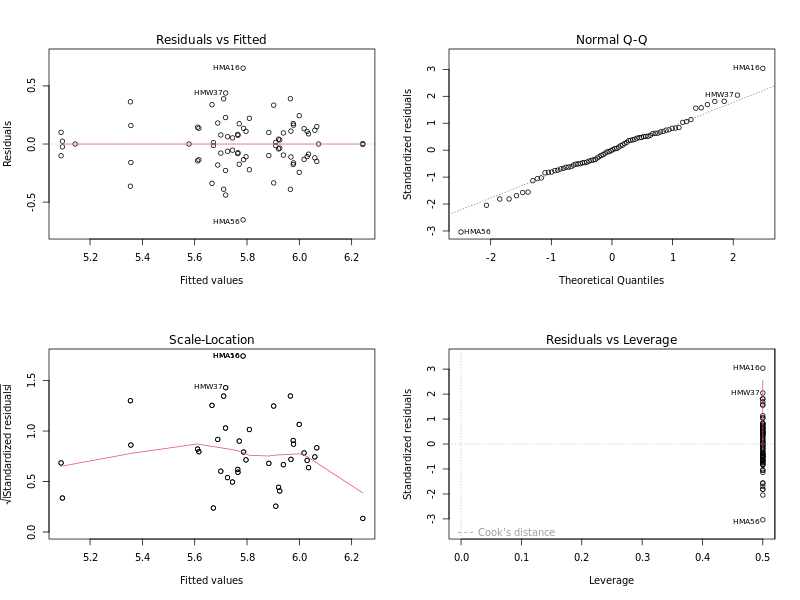 Residuals vs Fitted
Residuals
0.5
0.0
-0.5
HMA16
HMW37
HMA56
5.2 5.4 5.6 5.8 6.0 6.2
Fitted values
Normal Q-Q
Standardized residuals
3
2
1
0
-1
-2
-3
HMA16
HMW37
HMA56
-2 -1 0 1 2
Theoretical Quantiles
Scale-Location
√|Standardized residuals|
1.5
1.0
0.5
0.0
HMW37
5.2 5.4 5.6 5.8 6.0 6.2
Fitted values
Residuals vs Leverage
Standardized residuals
3
2
1
0
-1
-2
-3
HMA16
HMW37
HMA56
Cook's distance
0.0 0.1 0.2 0.3 0.4 0.5
Leverage